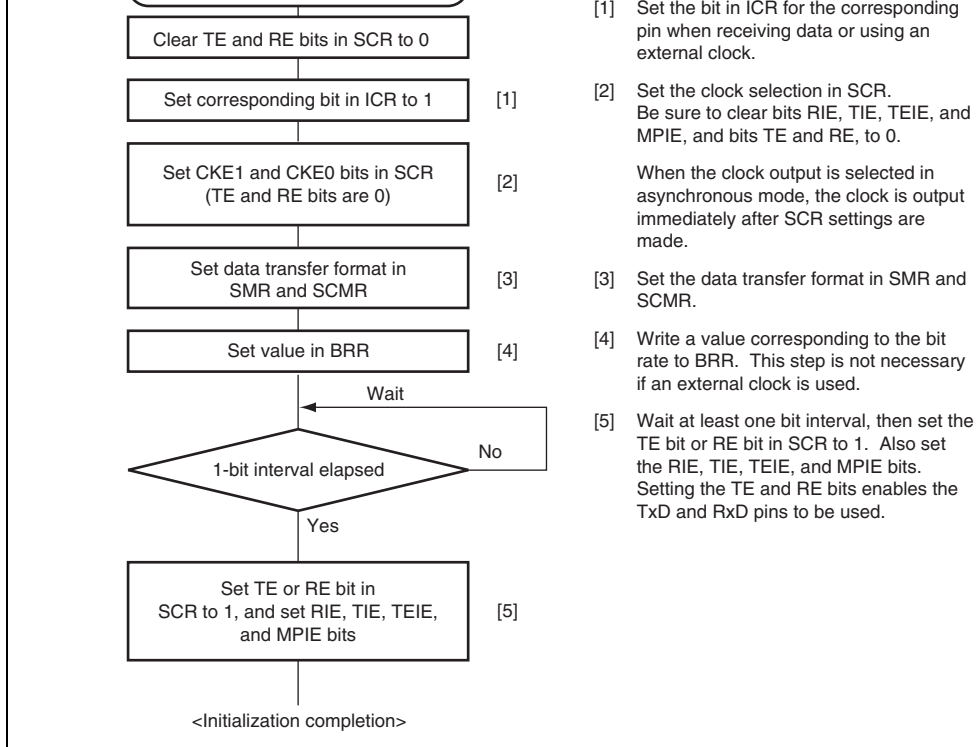 Clear TE and RE bits in SCR to 0
Set corresponding bit in ICR to 1
[1]
Set CKE1 and CKE0 bits in SCR
(TE and RE bits are 0)
[2]
Set data transfer format in
SMR and SCMR
[3]
Set value in BRR
[4]
Wait
1-bit interval elapsed
No
Yes
Set TE or RE bit in
SCR to 1, and set RIE, TIE, TEIE,
and MPIE bits
[5]
<Initialization completion>
[1] Set the bit in ICR for the corresponding
pin when receiving data or using an
external clock.
[2] Set the clock selection in SCR.
Be sure to clear bits RIE, TIE, TEIE, and
MPIE, and bits TE and RE, to 0.
When the clock output is selected in
asynchronous mode, the clock is output
immediately after SCR settings are
made.
[3] Set the data transfer format in SMR and
SCMR.
[4] Write a value corresponding to the bit
rate to BRR. This step is not necessary
if an external clock is used.
[5] Wait at least one bit interval, then set the
TE bit or RE bit in SCR to 1. Also set
the RIE, TIE, TEIE, and MPIE bits.
Setting the TE and RE bits enables the
TxD and RxD pins to be used.